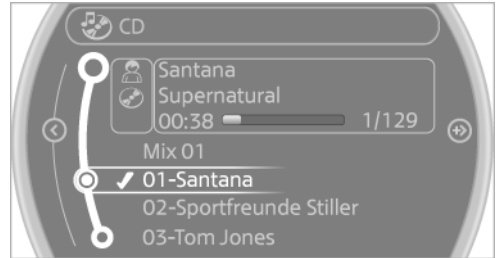 CD
Santana
Supernatural
00:38 1/129
Mix 01
01-Santana
02-Sportfreunde Stiller
03-Tom Jones